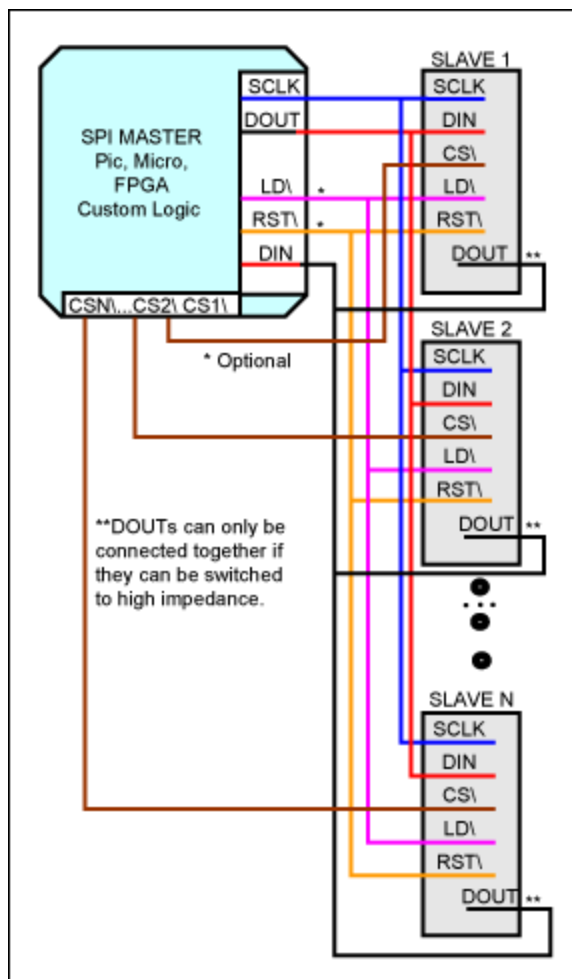 SPI MASTER
Pic, Micro,
FPGA
Custom Logic
SCLK
DOUT
LD\ *
RST\ *
DIN
CSN\...CS2\ CS1\
* Optional
**DOUTs can only be
connected together if
they can be switched
to high impedance.
SLAVE 1
SCLK
DIN
CS\
LD\
RST\
DOUT **
SLAVE 2
SCLK
DIN
CS\
LD\
RST\
DOUT **
SLAVE N
SCLK
DIN
CS\
LD\
RST\
DOUT **